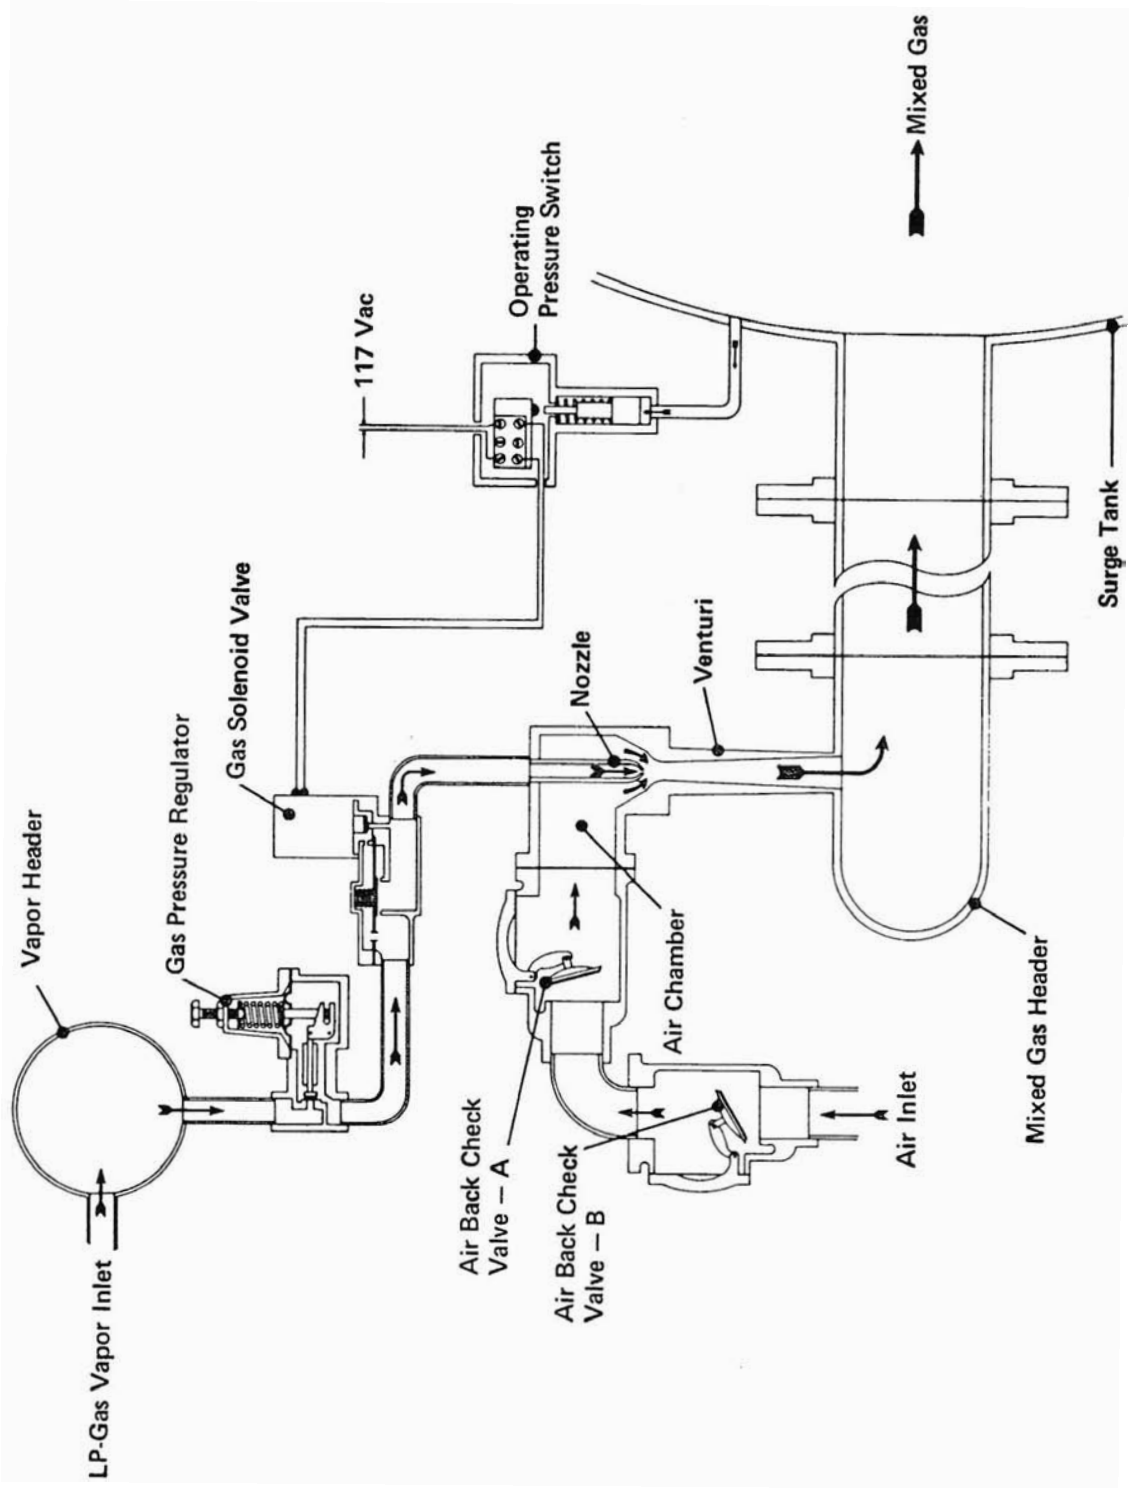 LP-Gas Vapor Inlet
Vapor Header
Gas Pressure Regulator
Gas Solenoid Valve
117 Vac
Operating
Pressure Switch
Mixed Gas
Air Back Check
Valve — A
Air Back Check
Valve — B
Air Chamber
Nozzle
Venturi
Air Inlet
Mixed Gas Header
Surge Tank